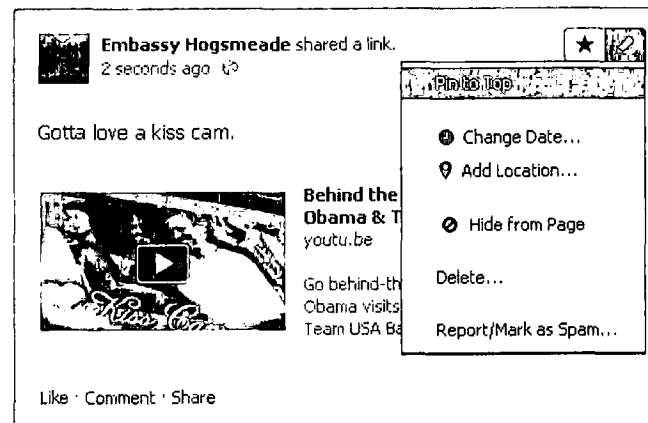 Embassy Hogsmeade shared a link.
2 seconds ago
Gotta love a kiss cam.
Behind the
Obama & T
youtu.be
Go behind-th
Obama visits
Team USA Ba
Kiss Ca
Like · Comment · Share
Pin to Top
Change Date...
Add Location...
Hide from Page
Delete...
Report/Mark as Spam...